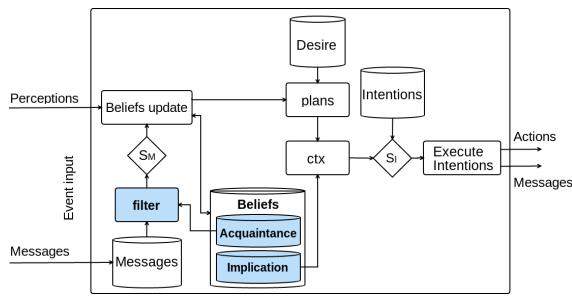 Desire
Perceptions
Beliefs update
plans
Intentions
SM
ctx
SI
Execute
Intentions
Actions
Messages
Event input
filter
Beliefs
Acquaintance
Implication
Messages
Messages